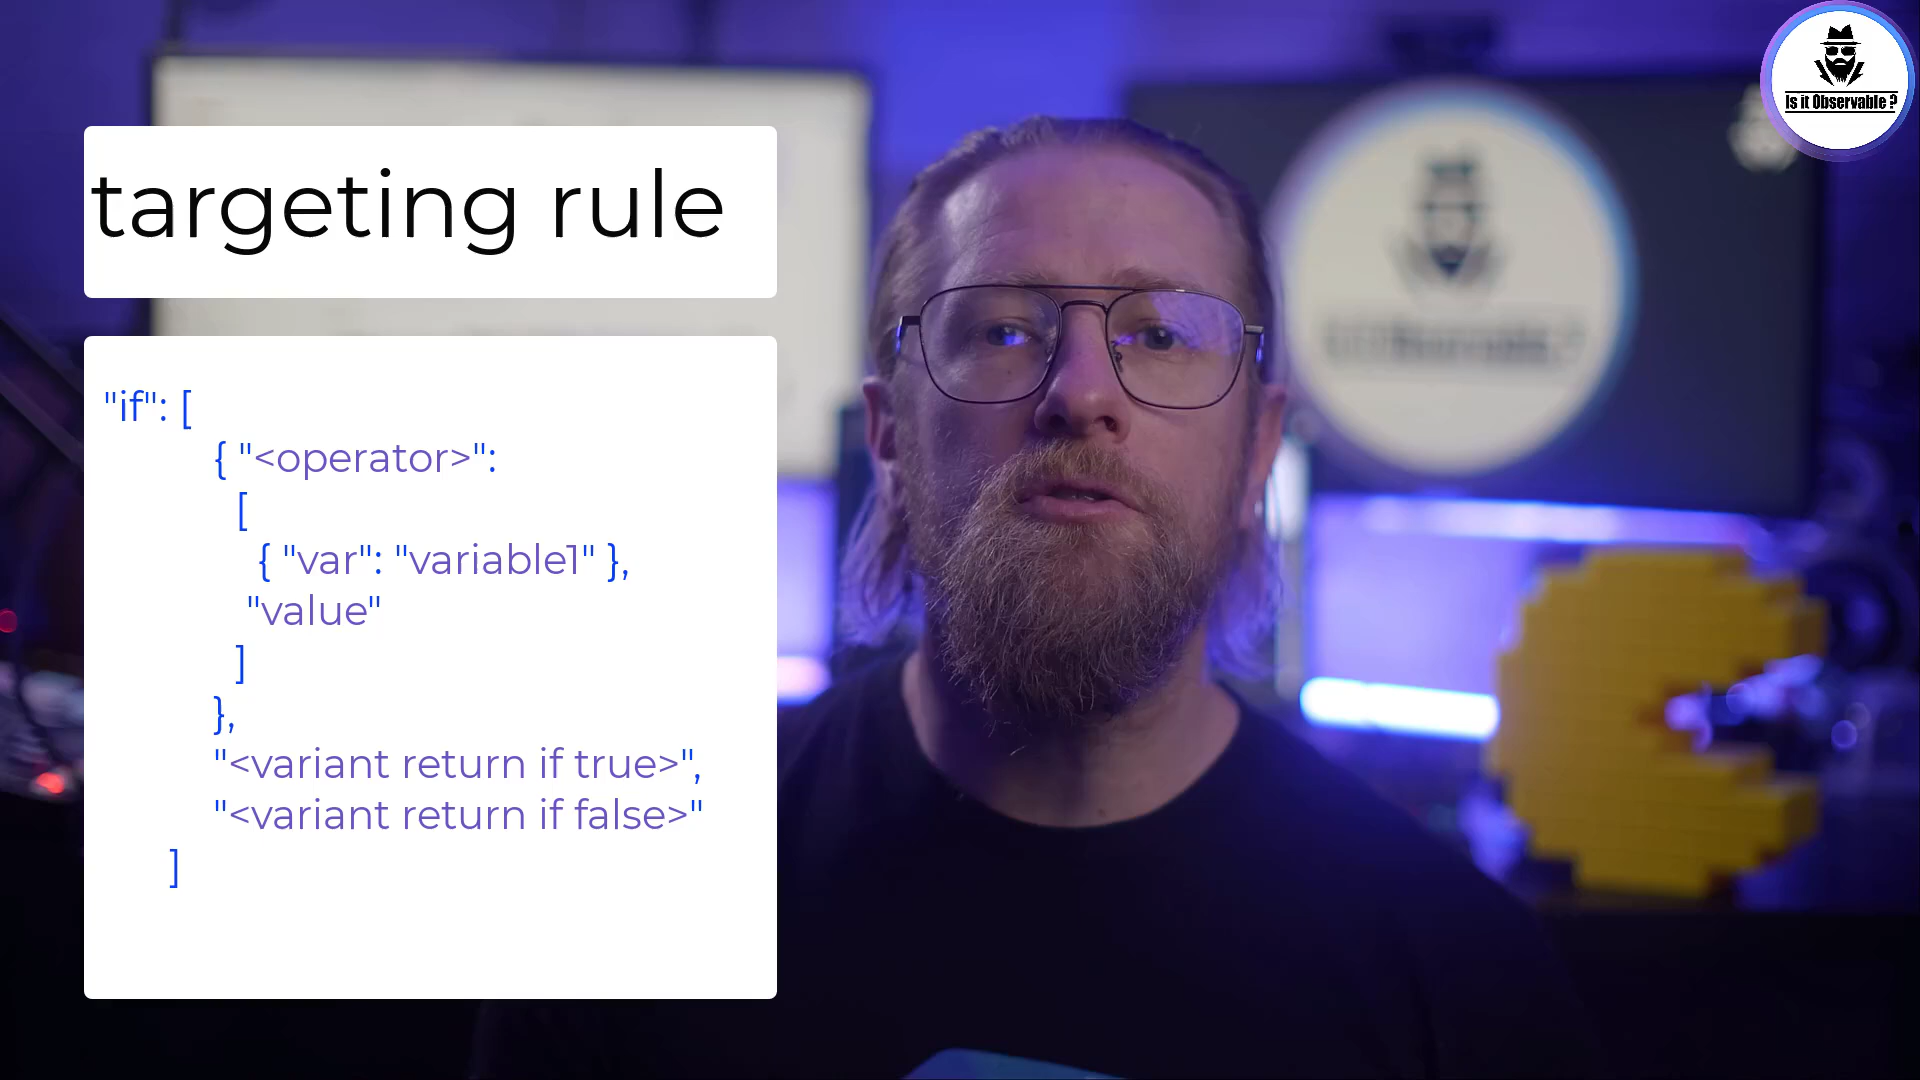 Is it Observable ?
targeting rule
"if": [
{ "<operator>":
[
{ "var": "variable1" },
"value"
]
},
"<variant return if true>",
"<variant return if false>"
]